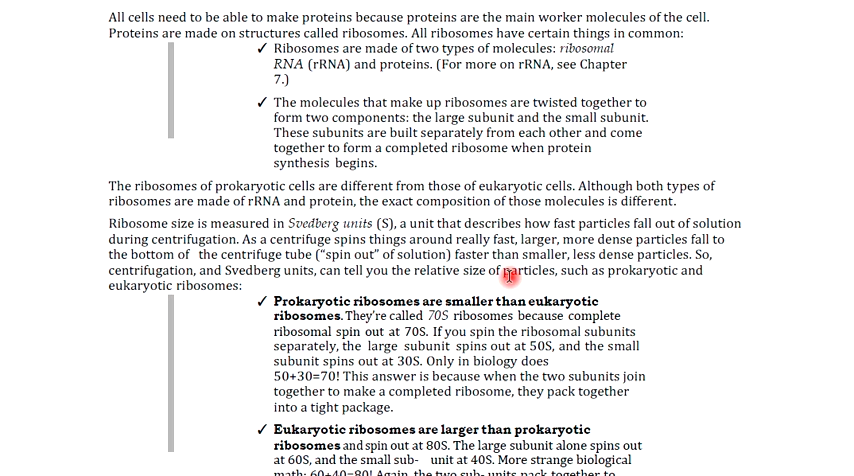 All cells need to be able to make proteins because proteins are the main worker molecules of the cell.
Proteins are made on structures called ribosomes. All ribosomes have certain things in common:
✓ Ribosomes are made of two types of molecules: ribosomal
RNA (rRNA) and proteins. (For more on rRNA, see Chapter
7.)
✓ The molecules that make up ribosomes are twisted together to
form two components: the large subunit and the small subunit.
These subunits are built separately from each other and come
together to form a completed ribosome when protein
synthesis begins.
The ribosomes of prokaryotic cells are different from those of eukaryotic cells. Although both types of
ribosomes are made of rRNA and protein, the exact composition of those molecules is different.
Ribosome size is measured in Svedberg units (S), a unit that describes how fast particles fall out of solution
during centrifugation. As a centrifuge spins things around really fast, larger, more dense particles fall to
the bottom of the centrifuge tube (“spin out” of solution) faster than smaller, less dense particles. So,
centrifugation, and Svedberg units, can tell you the relative size of particles, such as prokaryotic and
eukaryotic ribosomes:
✓ Prokaryotic ribosomes are smaller than eukaryotic
ribosomes. They’re called 70S ribosomes because complete
ribosomal spin out at 70S. If you spin the ribosomal subunits
separately, the large subunit spins out at 50S, and the small
subunit spins out at 30S. Only in biology does
50+30=70! This answer is because when the two subunits join
together to make a completed ribosome, they pack together
into a tight package.
✓ Eukaryotic ribosomes are larger than prokaryotic
ribosomes and spin out at 80S. The large subunit alone spins out
at 60S, and the small sub- unit at 40S. More strange biological
math: 60+40=80! Again, the two sub- units pack together to